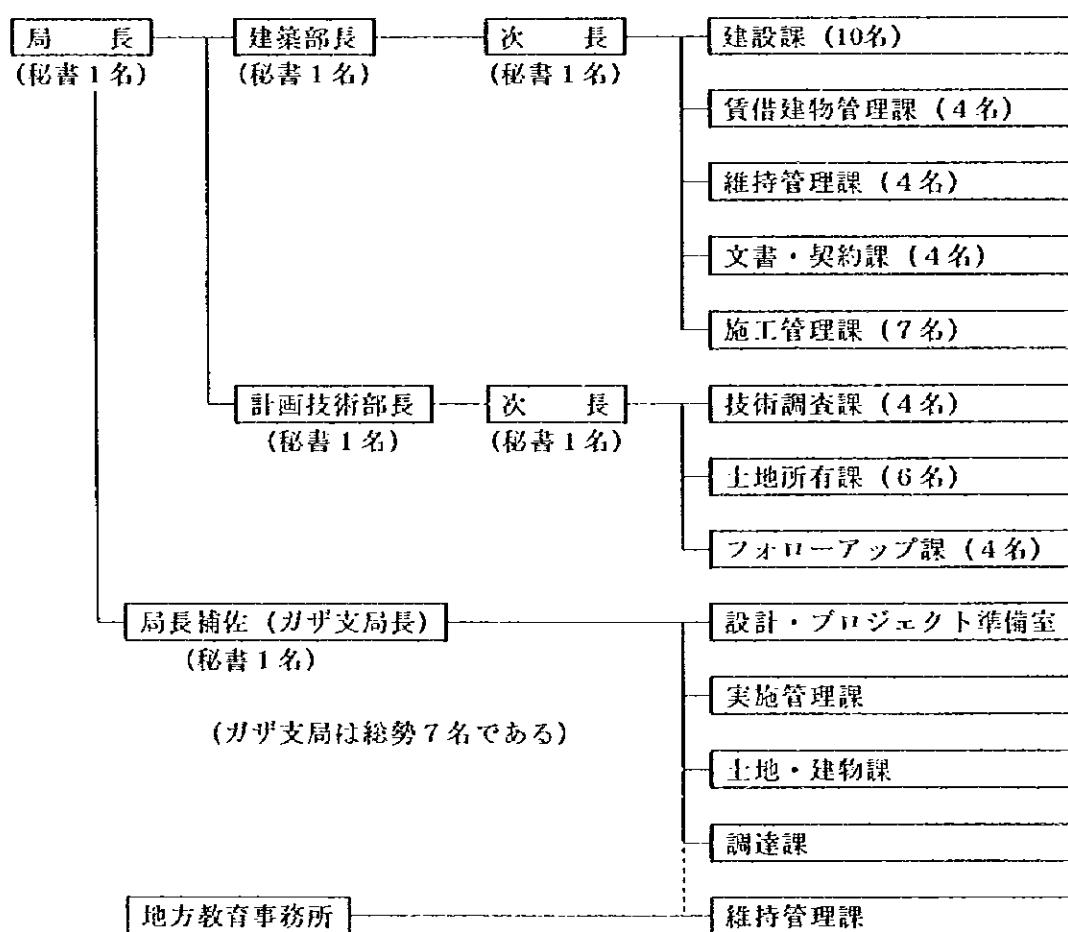 局　　長　建築部長　次　　長　建設課 (10名)
(秘書１名)　(秘書１名)　(秘書１名)
賃借建物管理課 (４名)
維持管理課 (４名)
文書・契約課 (４名)
施工管理課 (７名)
計画技術部長　次　　長　技術調査課 (４名)
(秘書１名)　(秘書１名)
土地所有課 (６名)
フォローアップ課 (４名)
局長補佐 (ガザ支局長)　設計・プロジェクト準備室
(秘書１名)
実施管理課
(ガザ支局は総勢７名である)
土地・建物課
調達課
地方教育事務所　維持管理課